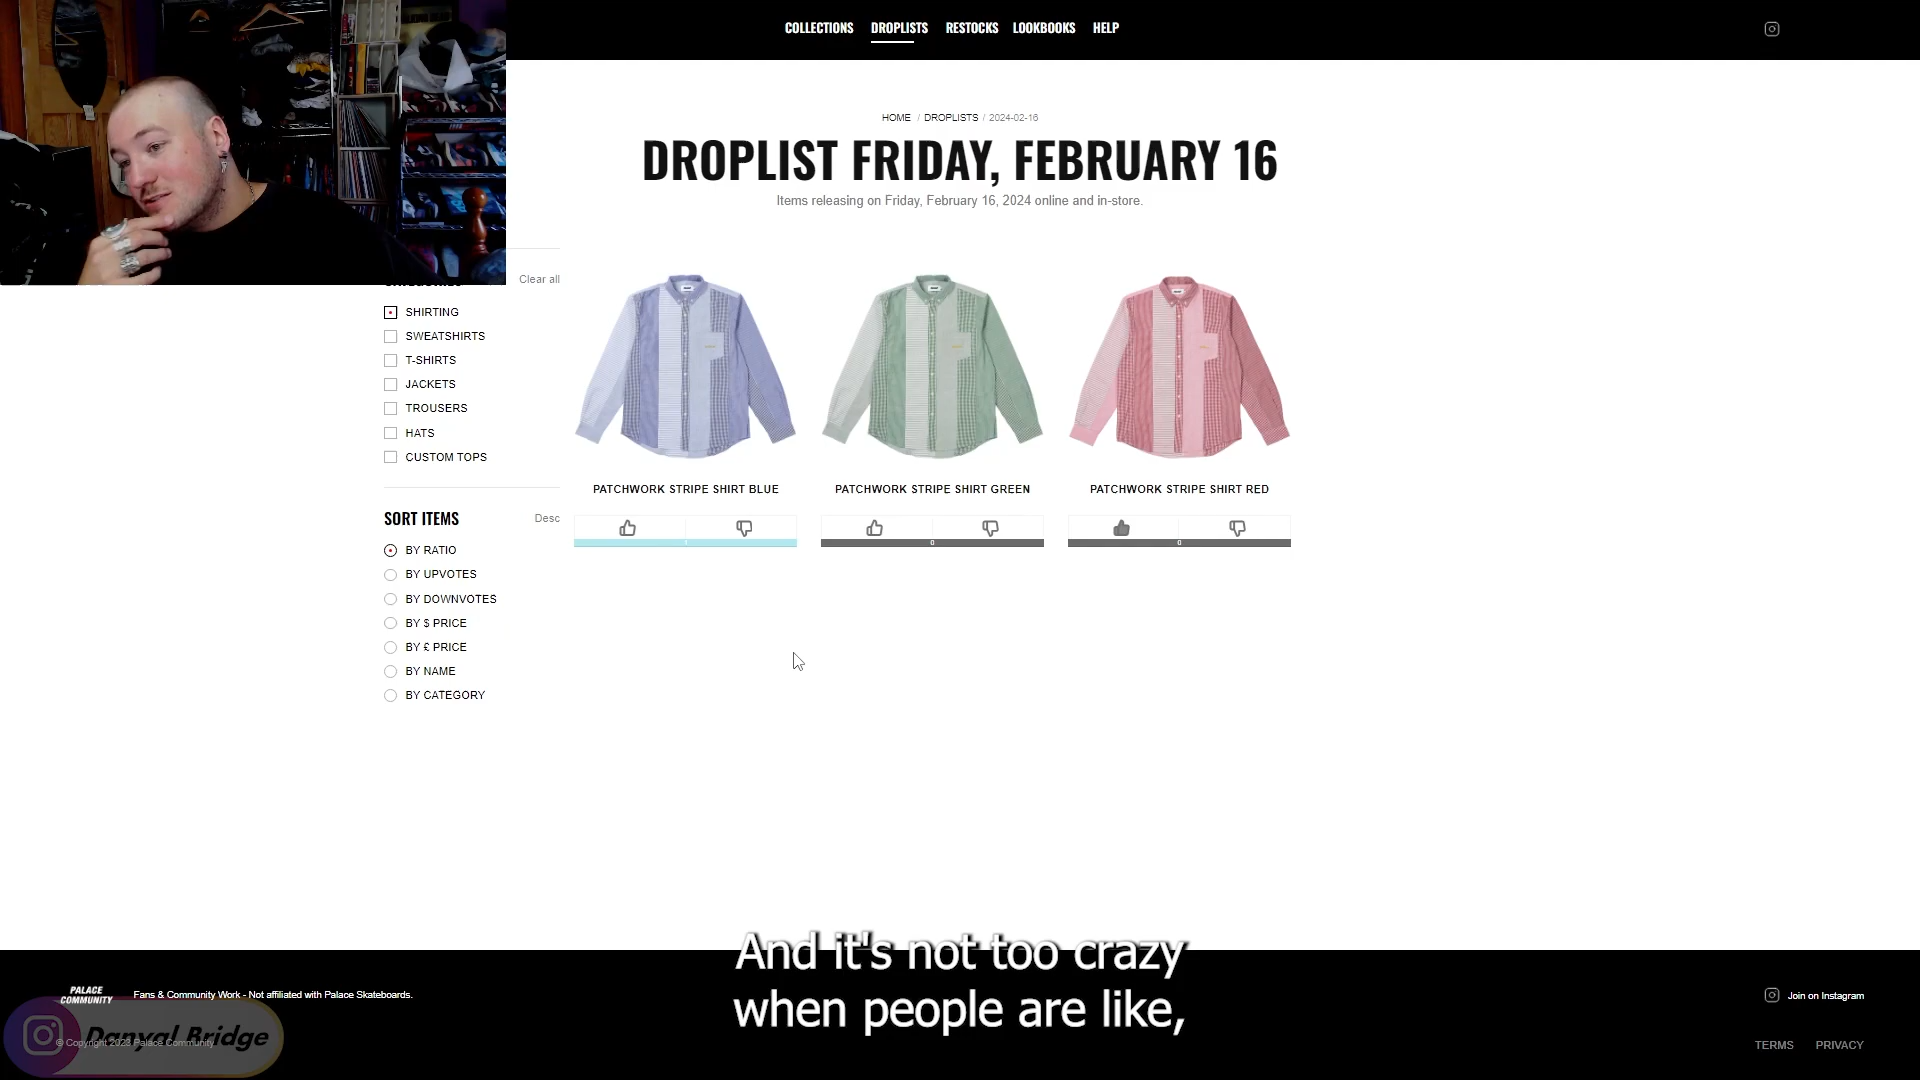 COLLECTIONS DROPLISTS RESTOCKS LOOKBOOKS HELP
HOME / DROPLISTS / 2024-02-16
DROPLIST FRIDAY, FEBRUARY 16
Items releasing on Friday, February 16, 2024 online and in-store.
Clear all
SHIRTING
SWEATSHIRTS
T-SHIRTS
JACKETS
TROUSERS
HATS
CUSTOM TOPS
SORT ITEMS Desc
BY RATIO
BY UPVOTES
BY DOWNVOTES
BY $ PRICE
BY £ PRICE
BY NAME
BY CATEGORY
PATCHWORK STRIPE SHIRT BLUE
PATCHWORK STRIPE SHIRT GREEN
PATCHWORK STRIPE SHIRT RED
0
0
And it's not too crazy
when people are like,
PALACE
COMMUNITY
Fans & Community Work - Not affiliated with Palace Skateboards.
Join on Instagram
Danyal Bridge
© Copyright 2023 Palace Community
TERMS PRIVACY